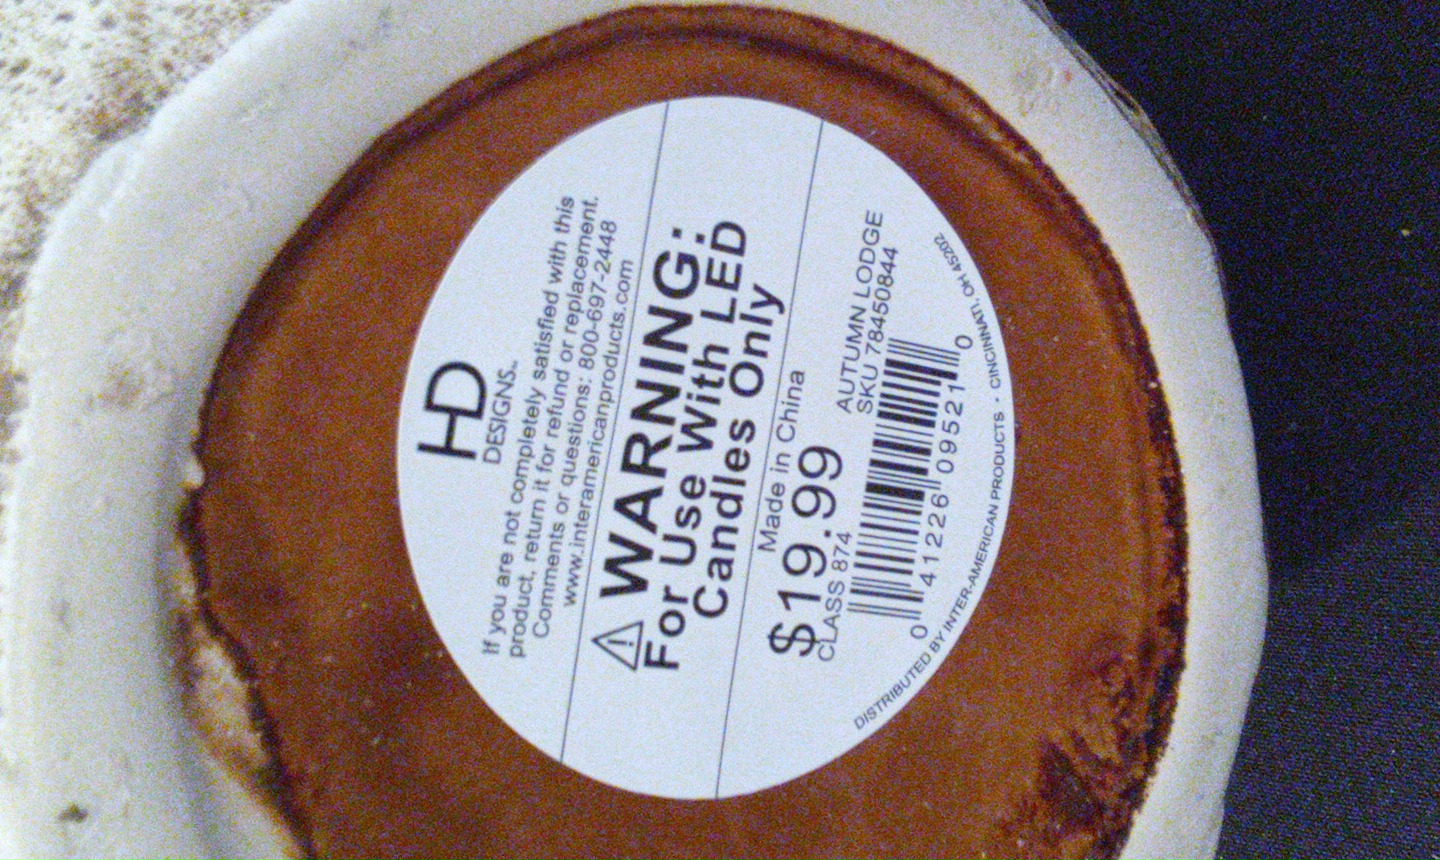 HD
DESIGNS™
If you are not completely satisfied with this
product, return it for refund or replacement.
Comments or questions: 800-697-2448
www.interamericanproducts.com
⚠ WARNING:
For Use With LED
Candles Only
Made in China
$19.99
AUTUMN LODGE
CLASS 874
SKU 78450844
0 41226 09521 0
DISTRIBUTED BY INTER-AMERICAN PRODUCTS · CINCINNATI, OH 45202